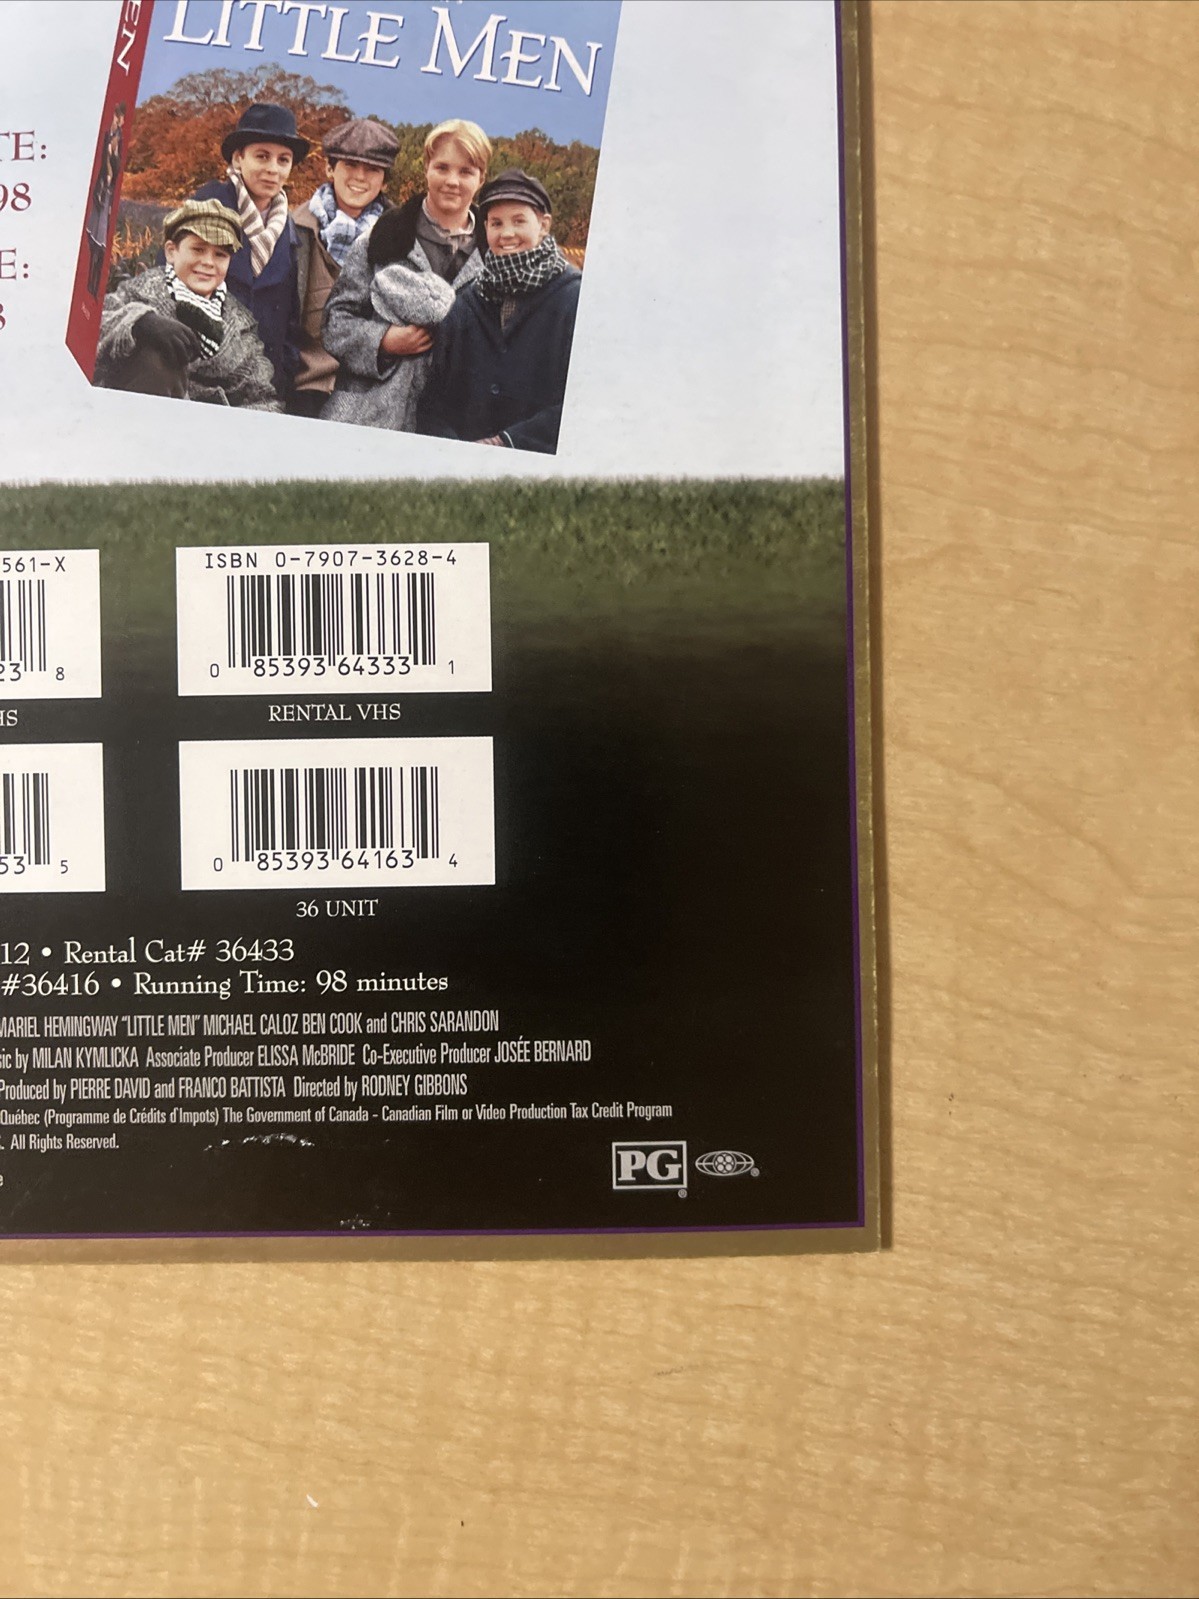 LITTLE MEN
EN
TE:
98
E:
561-X
ISBN 0-7907-3628-4
23 8
0 85393 64333 1
HS
RENTAL VHS
53 5
0 85393 64163 4
36 UNIT
12 • Rental Cat# 36433
#36416 • Running Time: 98 minutes
MARIEL HEMINGWAY "LITTLE MEN" MICHAEL CALOZ BEN COOK and CHRIS SARANDON
sic by MILAN KYMLICKA Associate Producer ELISSA McBRIDE Co-Executive Producer JOSÉE BERNARD
Produced by PIERRE DAVID and FRANCO BATTISTA Directed by RODNEY GIBBONS
Québec (Programme de Crédits d'Impots) The Government of Canada - Canadian Film or Video Production Tax Credit Program
. All Rights Reserved.
PG ®
®
e